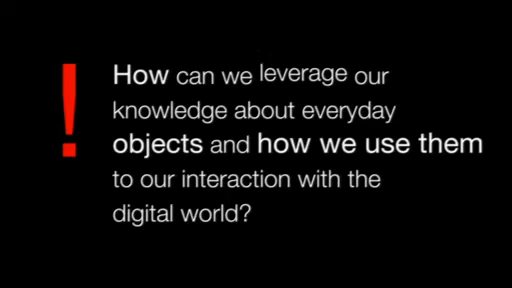 !
How can we leverage our
knowledge about everyday
objects and how we use them
to our interaction with the
digital world?